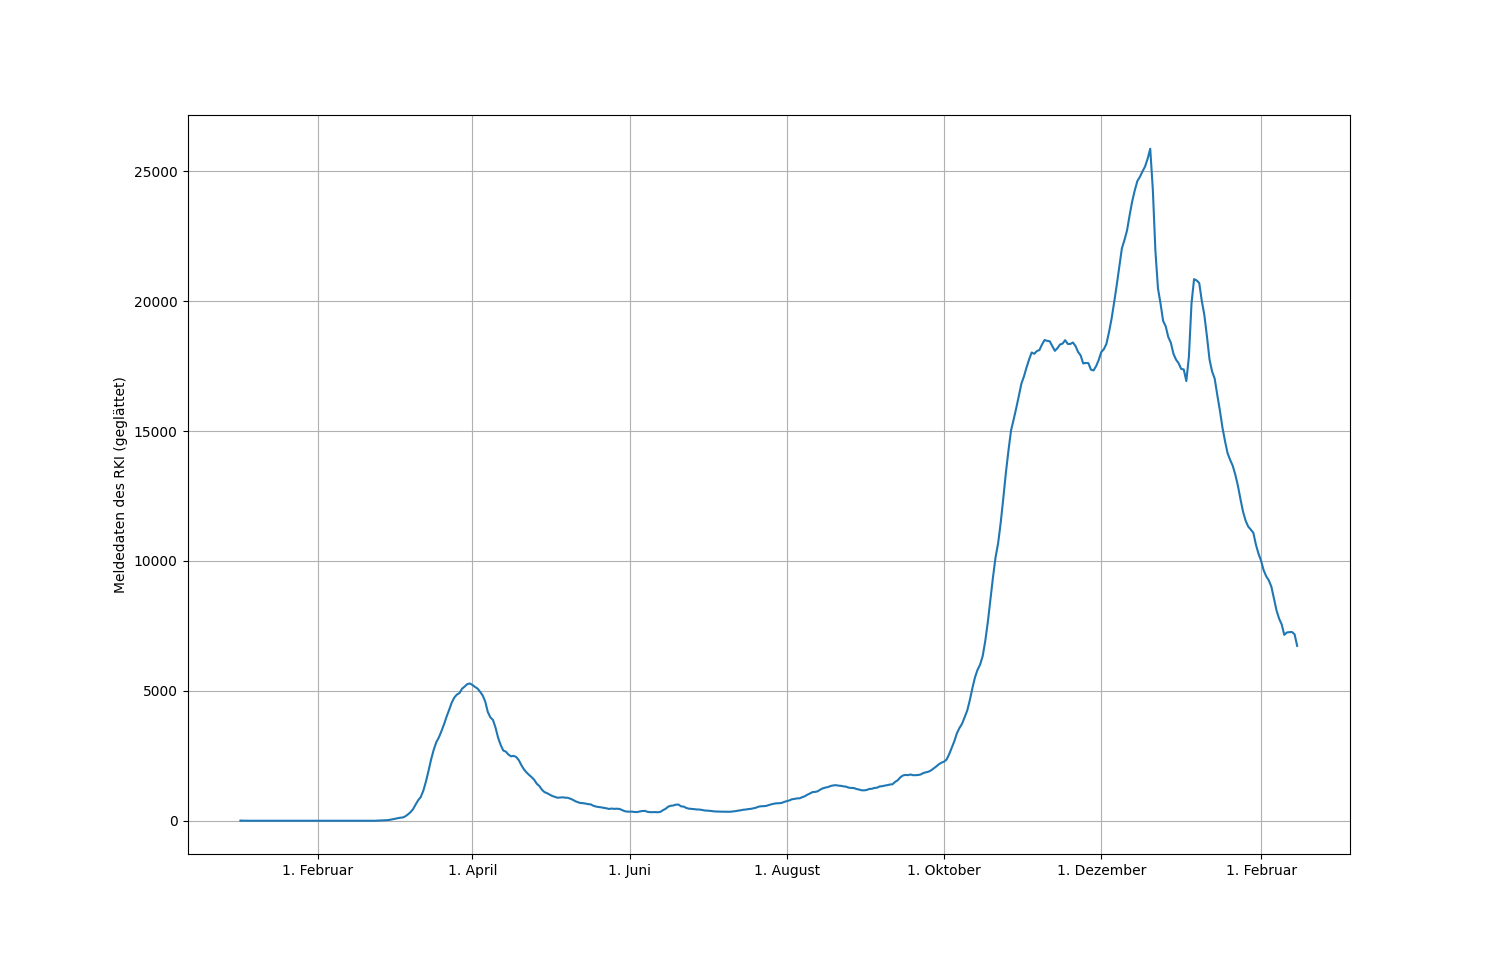 Meldedaten des RKI (geglättet)
25000
20000
15000
10000
5000
0
1. Februar
1. April
1. Juni
1. August
1. Oktober
1. Dezember
1. Februar